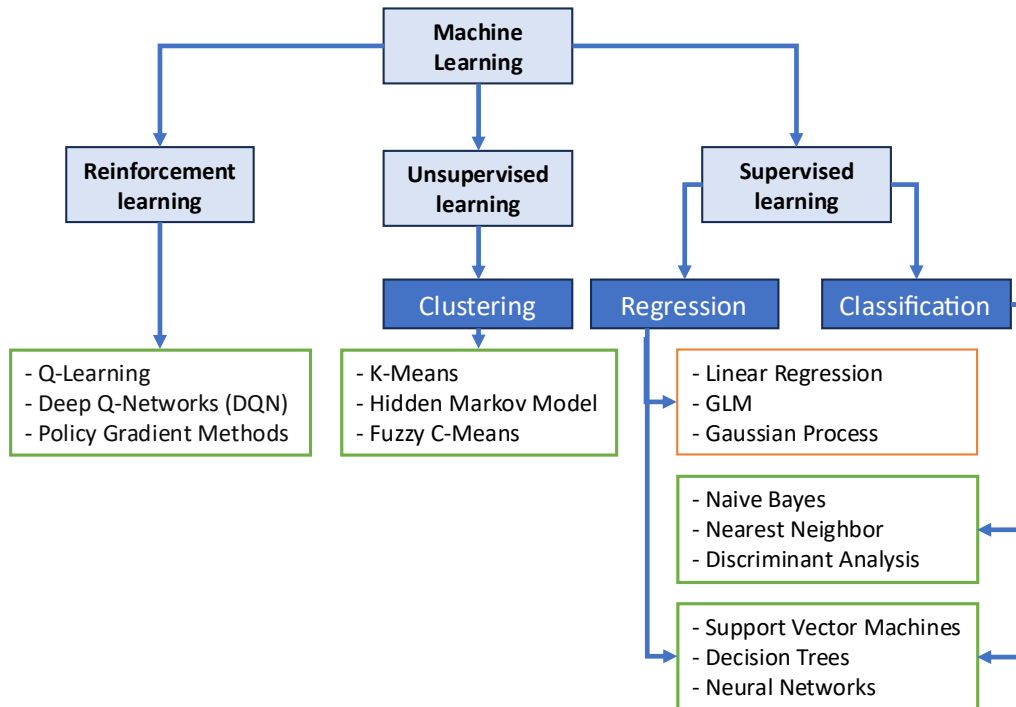 Machine
Learning
Reinforcement
learning
Unsupervised
learning
Supervised
learning
Clustering
Regression
Classification
- Q-Learning
- Deep Q-Networks (DQN)
- Policy Gradient Methods
- K-Means
- Hidden Markov Model
- Fuzzy C-Means
- Linear Regression
- GLM
- Gaussian Process
- Naive Bayes
- Nearest Neighbor
- Discriminant Analysis
- Support Vector Machines
- Decision Trees
- Neural Networks